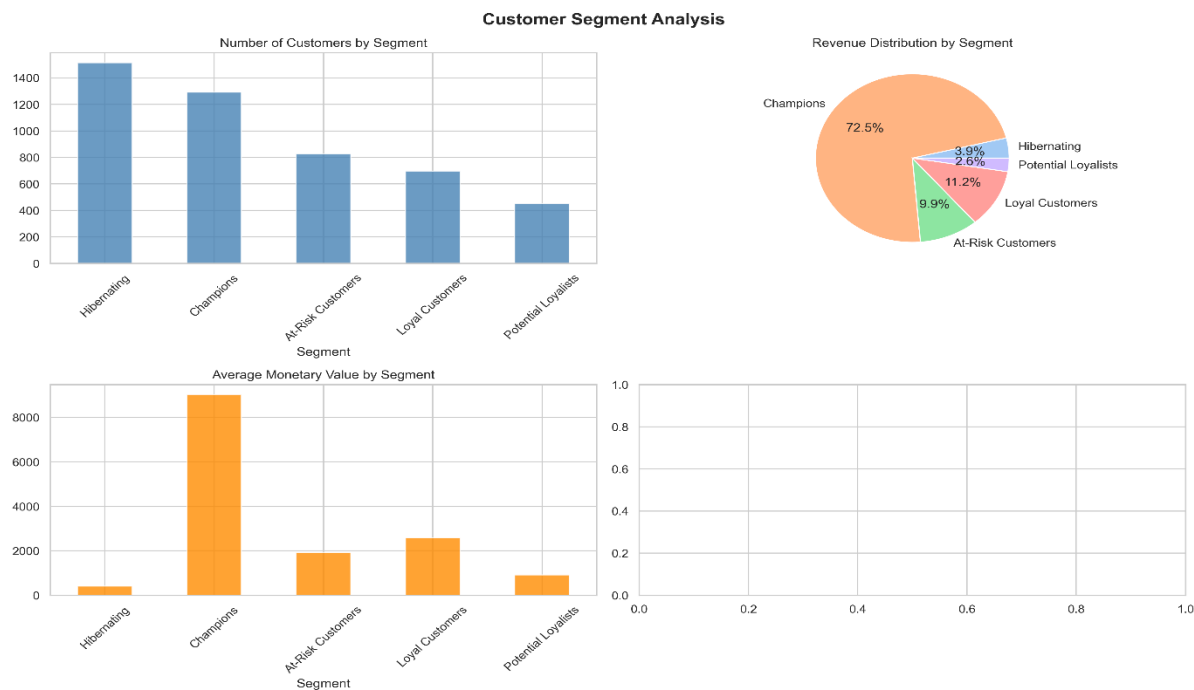 Customer Segment Analysis
Number of Customers by Segment
1400
1200
1000
800
600
400
200
0
Hibernating
Champions
At-Risk Customers
Loyal Customers
Potential Loyalists
Segment
Revenue Distribution by Segment
Champions
72.5%
Hibernating
3.9%
2.6%
Potential Loyalists
11.2%
Loyal Customers
9.9%
At-Risk Customers
Average Monetary Value by Segment
8000
6000
4000
2000
0
Hibernating
Champions
At-Risk Customers
Loyal Customers
Potential Loyalists
Segment
1.0
0.8
0.6
0.4
0.2
0.0
0.0 0.2 0.4 0.6 0.8 1.0